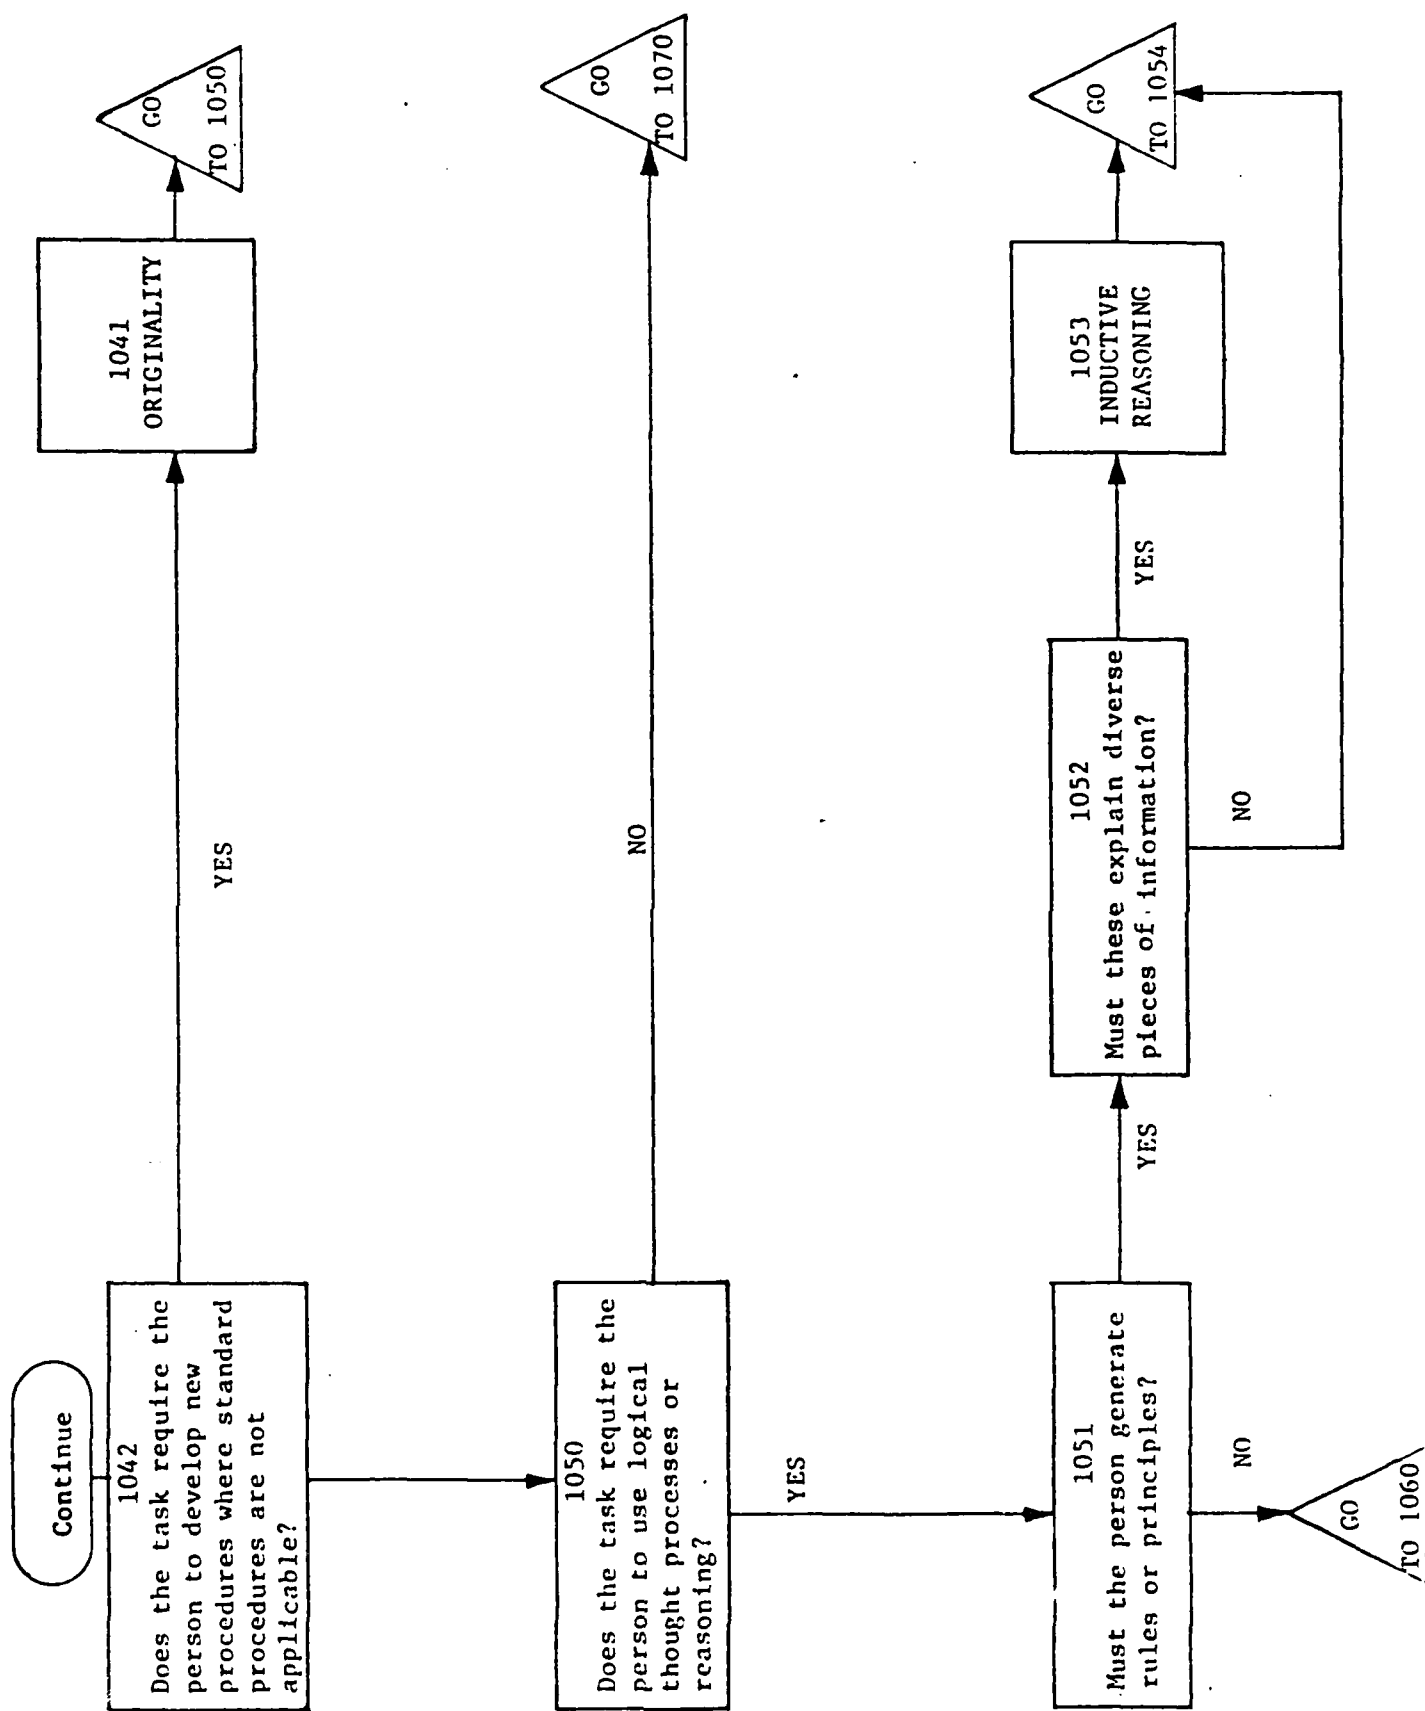 Continue
1042
Does the task require the
person to develop new
procedures where standard
procedures are not
applicable?
YES
1041
ORIGINALITY
GO
TO 1050
1050
Does the task require the
person to use logical
thought processes or
reasoning?
NO
GO
TO 1070
YES
1051
Must the person generate
rules or principles?
YES
1052
Must these explain diverse
pieces of information?
YES
1053
INDUCTIVE
REASONING
GO
TO 1054
NO
NO
GO
TO 1060